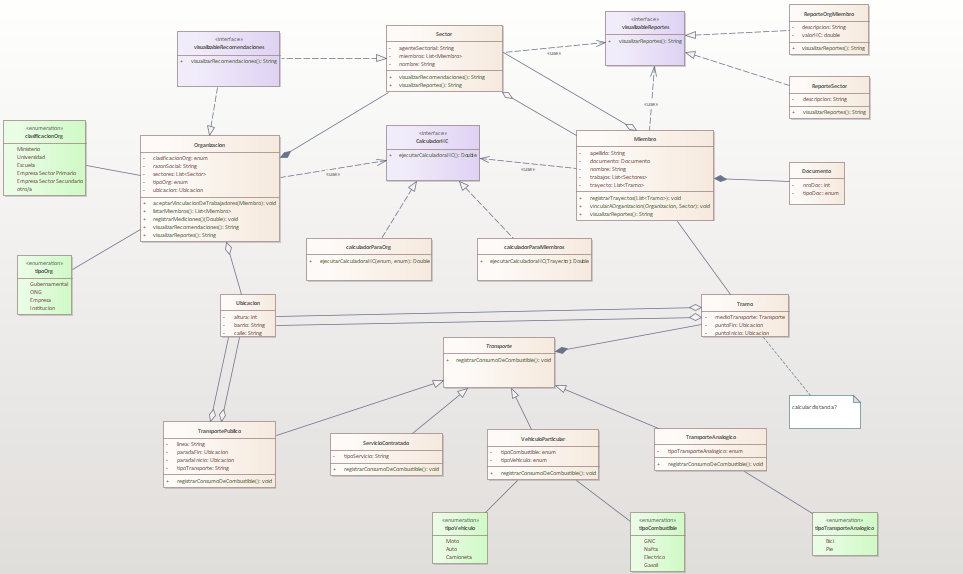 «interface»
visualizableRecomendaciones
+ visualizarRecomendaciones(): String
Sector
- agenteSectorial: String
- miembros: List<Miembro>
- nombre: String
+ visualizarRecomendaciones(): String
+ visualizarReportes(): String
«interface»
visualizableReportes
+ visualizarReportes(): String
ReporteOrgMiembro
- descripcion: String
- valorHC: double
+ visualizarReportes(): String
ReporteSector
- descripcion: String
+ visualizarReportes(): String
«use»
«use»
«enumeration»
clasificacionOrg
Ministerio
Universidad
Escuela
Empresa Sector Primario
Empresa Sector Secundario
otro/a
Organizacion
- clasificacionOrg: enum
- razonSocial: String
- sectores: List<Sector>
- tipoOrg: enum
- ubicacion: Ubicacion
+ aceptarVinculacionDeTrabajadores(Miembro): void
+ listarMiembros(): List<Miembro>
+ registrarMediciones(Double): void
+ visualizarRecomendaciones(): String
+ visualizarReportes(): String
«interface»
CalculadorHC
+ ejecutarCalculadoraHC(): Double
«use»
«use»
Miembro
- apellido: String
- documento: Documento
- nombre: String
- trabajos: List<Sectores>
- trayecto: List<Tramo>
+ registrarTrayectos(List<Tramo>): void
+ vincularAOrganizacion(Organizacion, Sector): void
+ visualizarReportes(): String
Documento
- nroDoc: int
- tipoDoc: enum
calculadorParaOrg
+ ejecutarCalculadoraHC(enum, enum): Double
calculadorParaMiembros
+ ejecutarCalculadoraHC(Trayecto): Double
«enumeration»
tipoOrg
Gubernamental
ONG
Empresa
Institucion
Ubicacion
- altura: int
- barrio: String
- calle: String
Tramo
- medioTransporte: Transporte
- puntoFin: Ubicacion
- puntoInicio: Ubicacion
Transporte
+ registrarConsumoDeCombustible(): void
calcular distancia?
TransportePublico
- linea: String
- paradaFin: Ubicacion
- paradaInicio: Ubicacion
- tipoTransporte: String
+ registrarConsumoDeCombustible(): void
ServicioContratado
- tipoServicio: String
+ registrarConsumoDeCombustible(): void
VehiculoParticular
- tipoCombustible: enum
- tipoVehiculo: enum
+ registrarConsumoDeCombustible(): void
TransporteAnalogico
- tipoTransporteAnalogico: enum
+ registrarConsumoDeCombustible(): void
«enumeration»
tipoVehiculo
Moto
Auto
Camioneta
«enumeration»
tipoCombustible
GNC
Nafta
Electrico
Gasoil
«enumeration»
tipoTransporteAnalogico
Bici
Pie